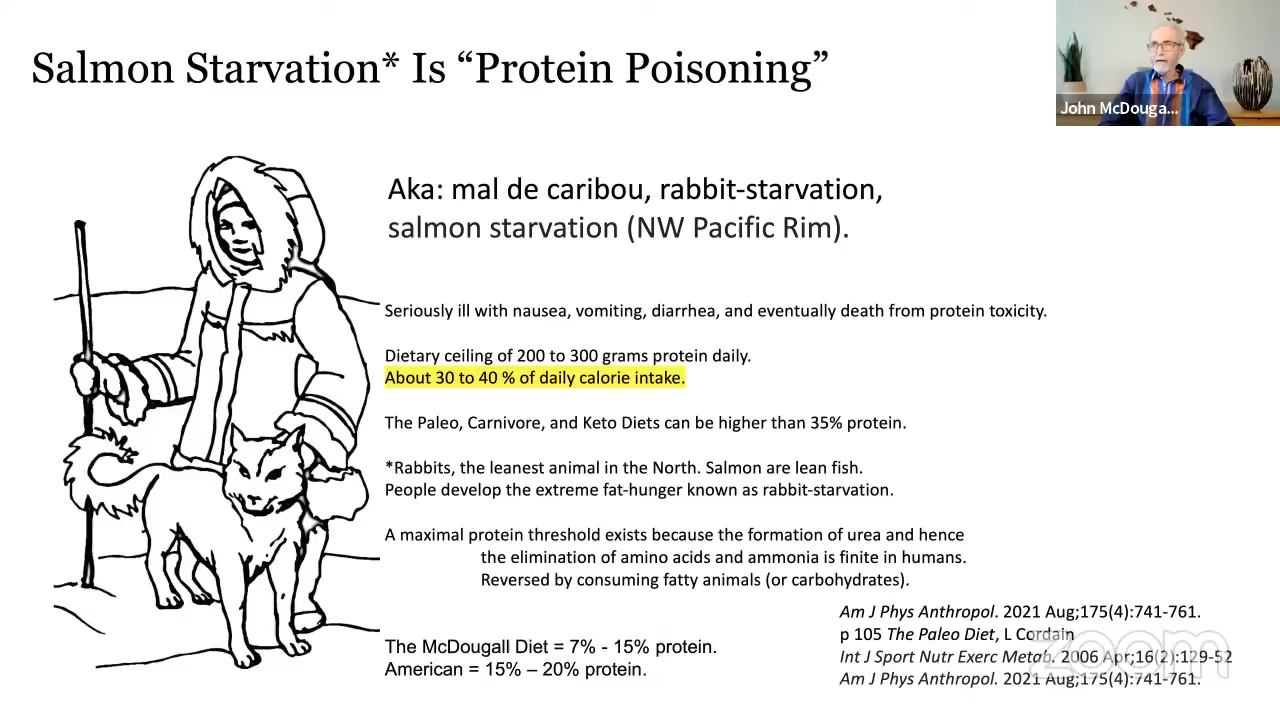 Salmon Starvation* Is “Protein Poisoning”
John McDouga...
Aka: mal de caribou, rabbit-starvation,
salmon starvation (NW Pacific Rim).
Seriously ill with nausea, vomiting, diarrhea, and eventually death from protein toxicity.
Dietary ceiling of 200 to 300 grams protein daily.
About 30 to 40 % of daily calorie intake.
The Paleo, Carnivore, and Keto Diets can be higher than 35% protein.
*Rabbits, the leanest animal in the North. Salmon are lean fish.
People develop the extreme fat-hunger known as rabbit-starvation.
A maximal protein threshold exists because the formation of urea and hence
the elimination of amino acids and ammonia is finite in humans.
Reversed by consuming fatty animals (or carbohydrates).
The McDougall Diet = 7% - 15% protein.
American = 15% – 20% protein.
Am J Phys Anthropol. 2021 Aug;175(4):741-761.
p 105 The Paleo Diet, L Cordain
Int J Sport Nutr Exerc Metab. 2006 Apr;16(2):129-52
Am J Phys Anthropol. 2021 Aug;175(4):741-761.
zoom